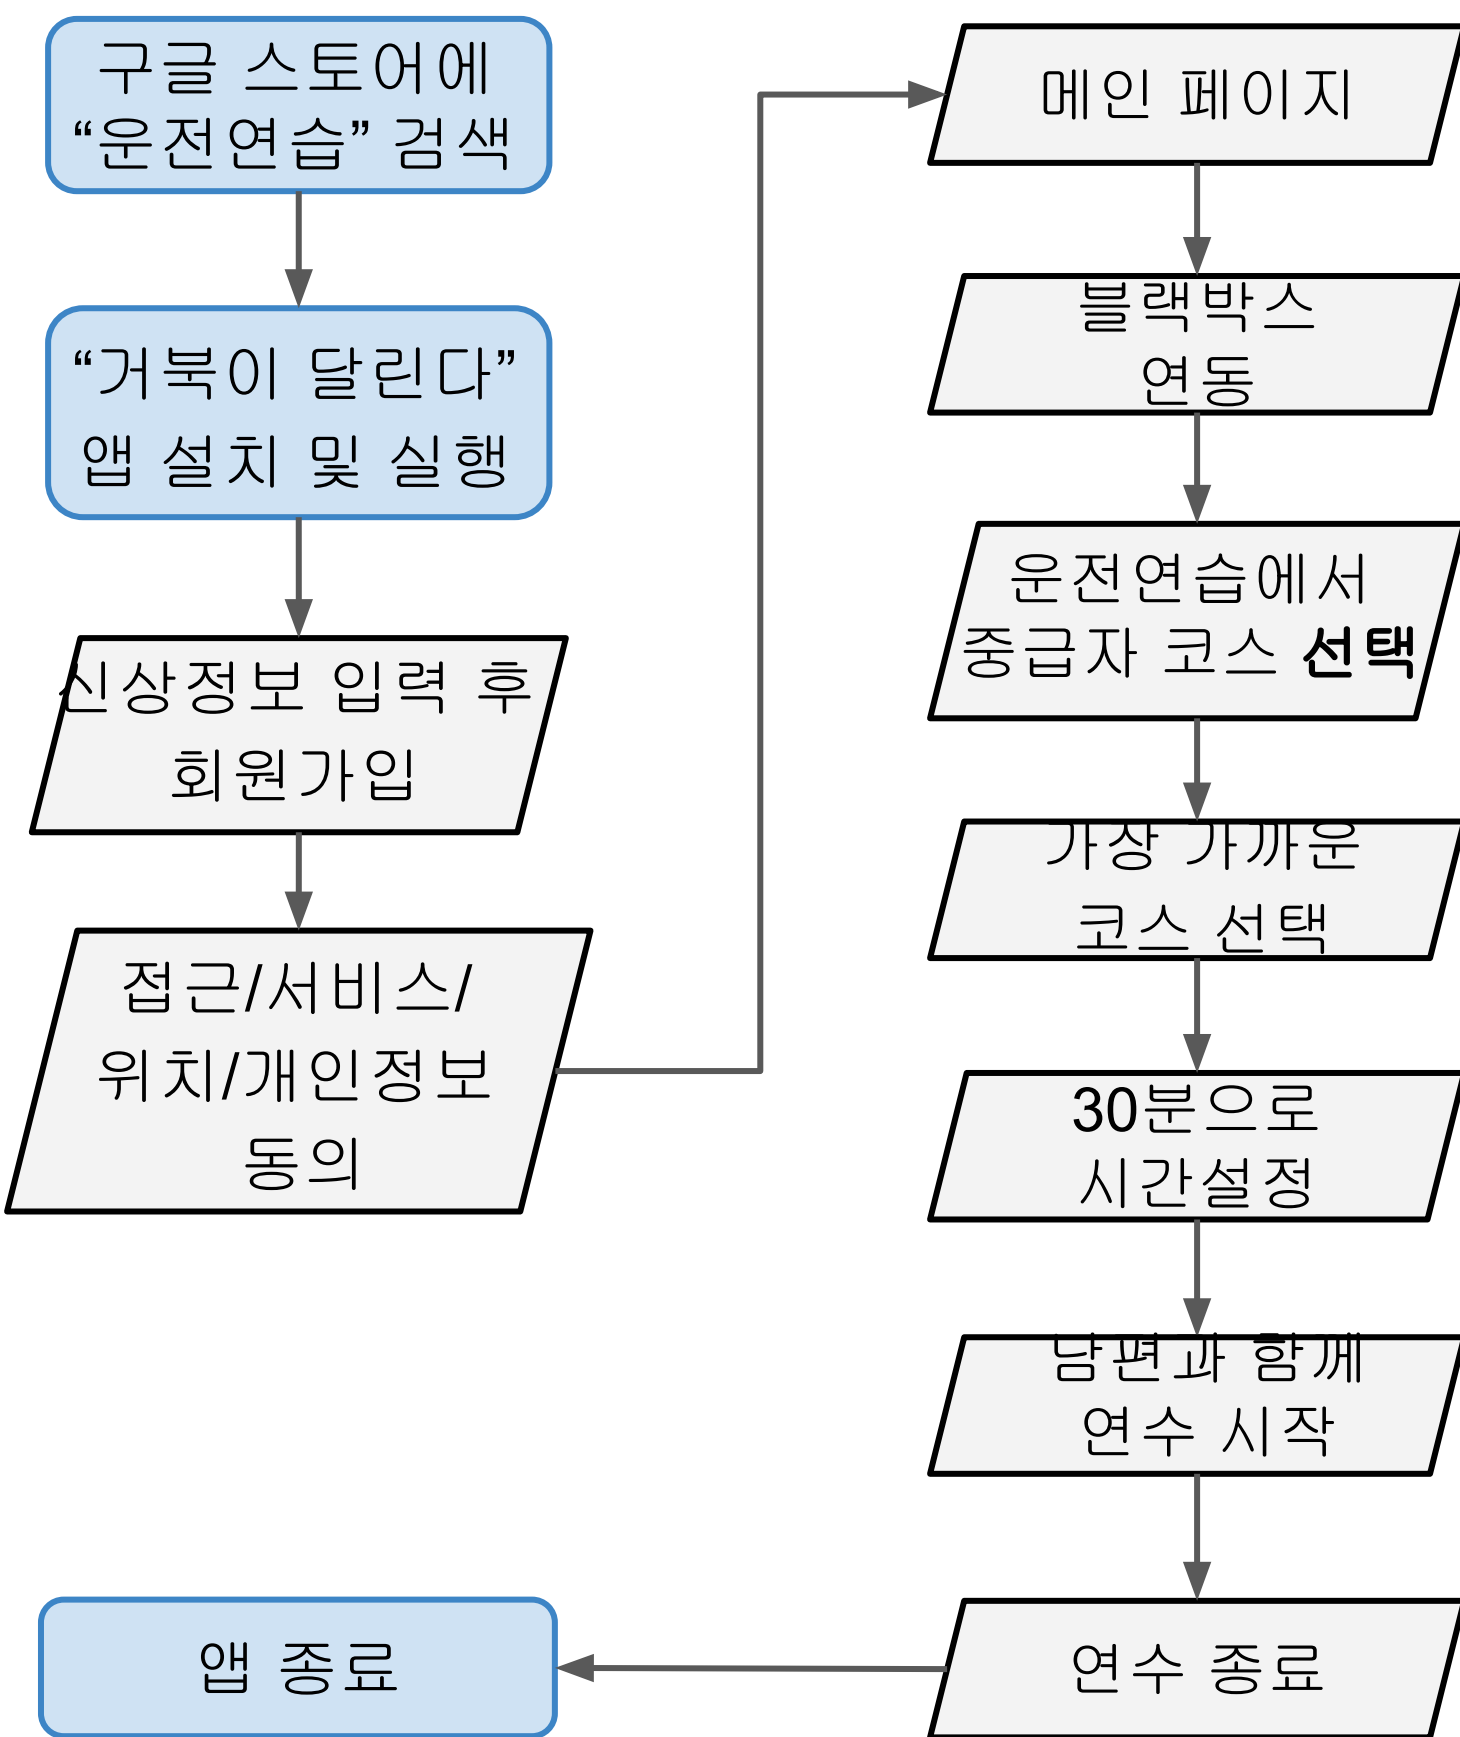 구글 스토어에
“운전연습” 검색
“거북이 달린다”
앱 설치 및 실행
신상정보 입력 후
회원가입
접근/서비스/
위치/개인정보
동의
메인 페이지
블랙박스
연동
운전연습에서
중급자 코스 선택
가장 가까운
코스 선택
30분으로
시간설정
남편과 함께
연수 시작
연수 종료
앱 종료